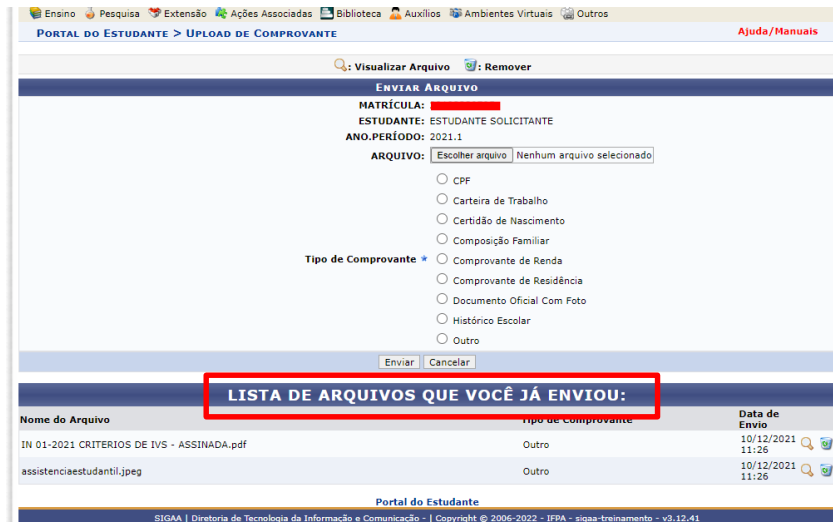 Ensino Pesquisa Extensão Ações Associadas Biblioteca Auxílios Ambientes Virtuais Outros
PORTAL DO ESTUDANTE > UPLOAD DE COMPROVANTE Ajuda/Manuais
: Visualizar Arquivo : Remover
ENVIAR ARQUIVO
MATRÍCULA:
ESTUDANTE: ESTUDANTE SOLICITANTE
ANO.PERÍODO: 2021.1
ARQUIVO: Escolher arquivo Nenhum arquivo selecionado
CPF
Carteira de Trabalho
Certidão de Nascimento
Composição Familiar
Tipo de Comprovante Comprovante de Renda
Comprovante de Residência
Documento Oficial Com Foto
Histórico Escolar
Outro
Enviar Cancelar
LISTA DE ARQUIVOS QUE VOCÊ JÁ ENVIOU:
Nome do Arquivo Tipo de Comprovante Data de Envio
IN 01-2021 CRITERIOS DE IVS - ASSINADA.pdf Outro 10/12/2021 11:26
assistenciaestudantil.jpeg Outro 10/12/2021 11:26
Portal do Estudante
SIGAA | Diretoria de Tecnologia da Informação e Comunicação - | Copyright © 2006-2022 - IFPA - sigaa-treinamento - v3.12.41